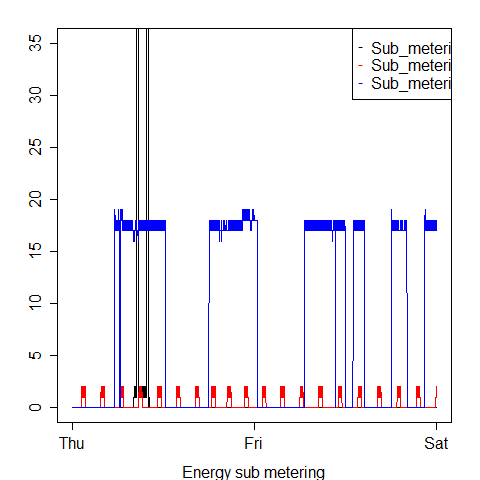 35
30
25
20
15
10
5
0
- Sub_meteri
- Sub_meteri
- Sub_meteri
Thu Fri Sat
Energy sub metering